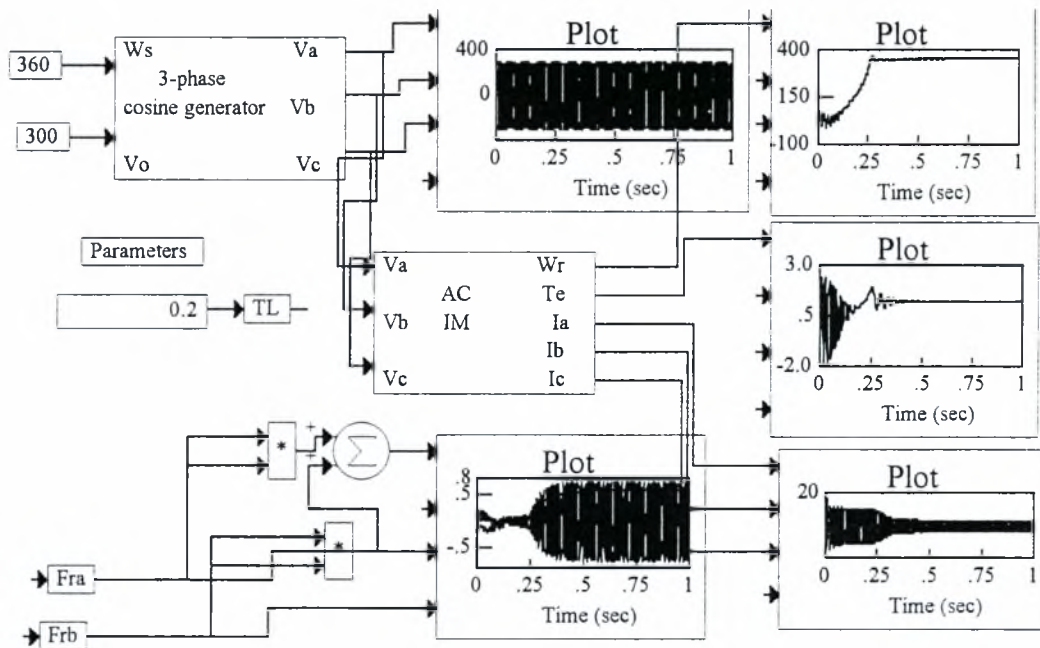 360
300
Ws
Va
3-phase
cosine generator
Vb
Vo
Vc
Plot
400
0
0
.25
.5
.75
1
Time (sec)
Plot
400
150
-100
0
.25
.5
.75
1
Time (sec)
Parameters
0.2
TL
Va
Wr
AC
Te
Vb
IM
Ia
Ib
Vc
Ic
Plot
3.0
.5
-2.0
0
.25
.5
.75
1
Time (sec)
*
+
+
Σ
*
Fra
Frb
Plot
.8
.5
-.5
0
.25
.5
.75
1
Time (sec)
Plot
20
0
.25
.5
.75
1
Time (sec)